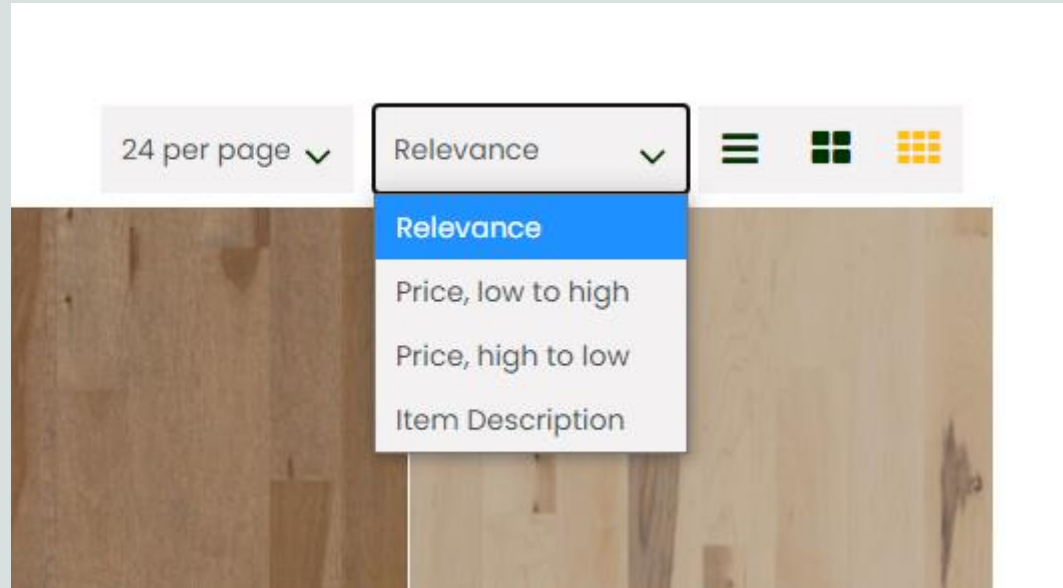 24 per page
Relevance
Relevance
Price, low to high
Price, high to low
Item Description